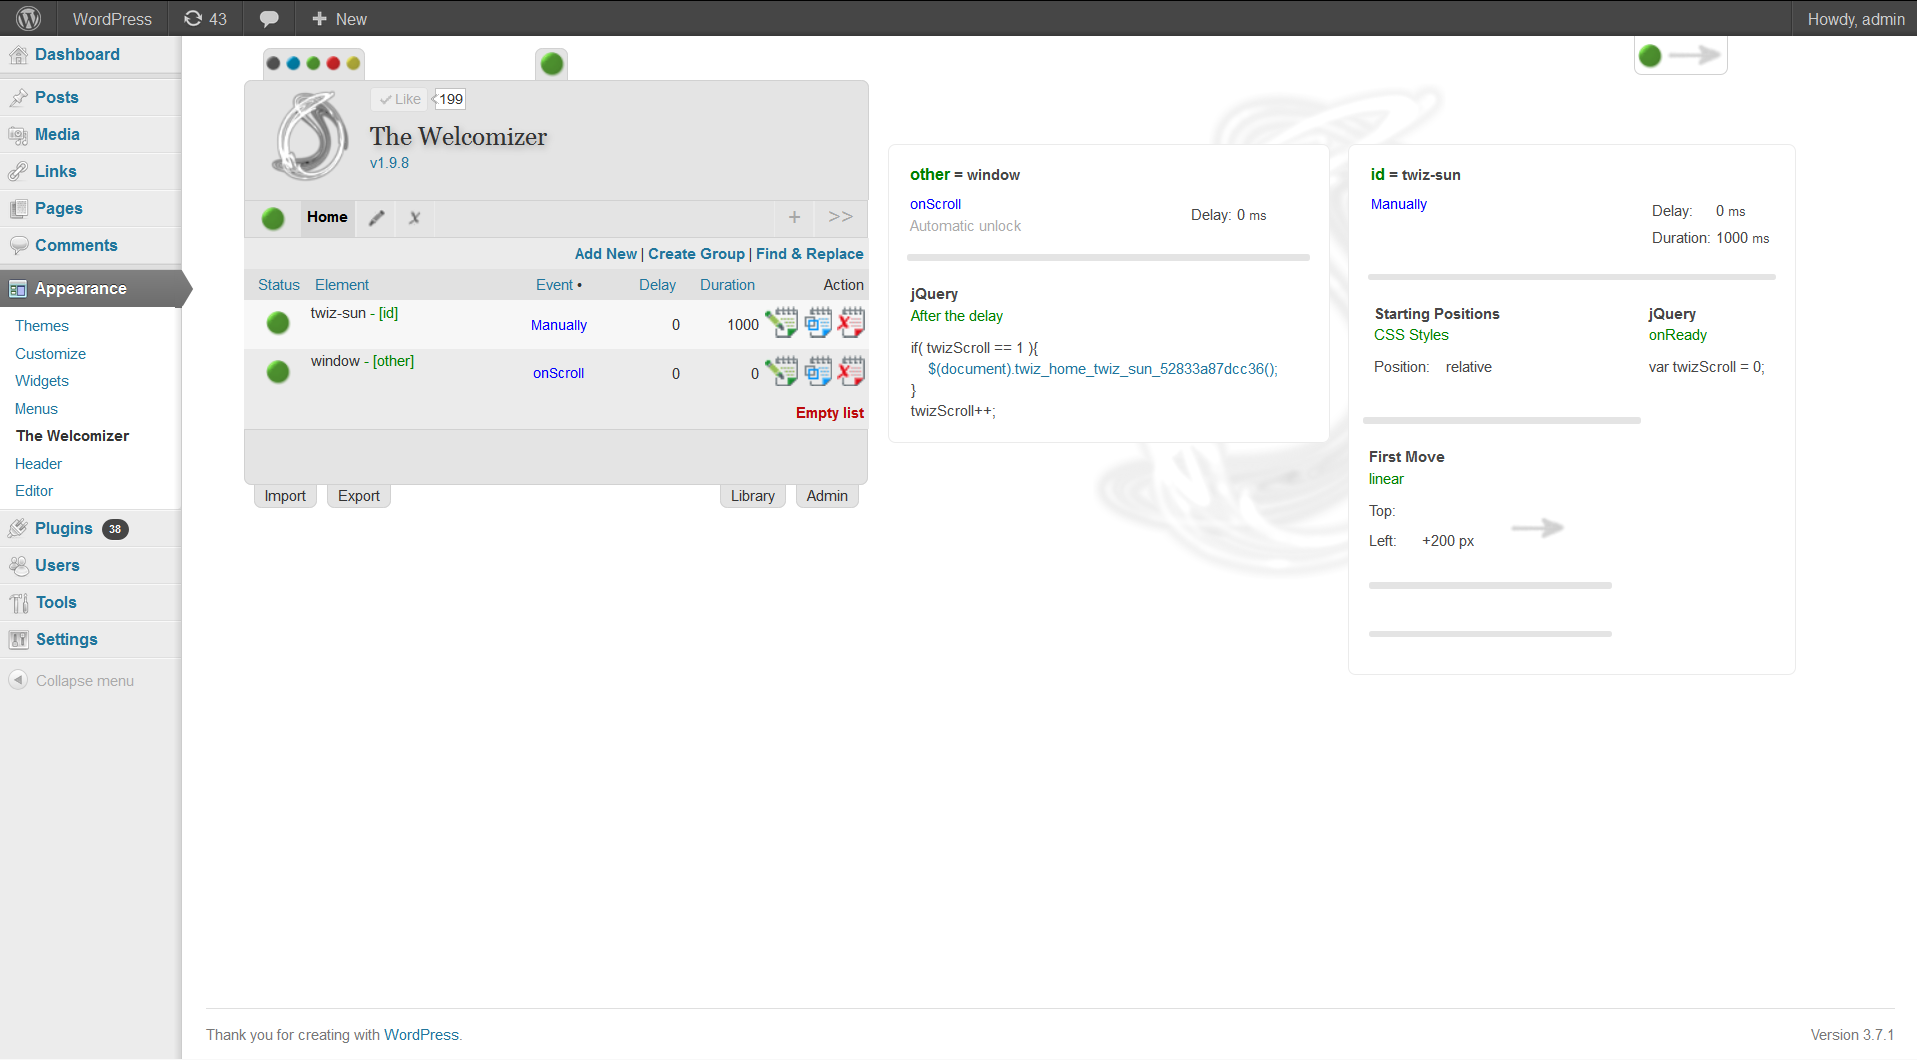 WordPress 43 New Howdy, admin
Dashboard
Posts
Media
Links
Pages
Comments
Appearance
Themes
Customize
Widgets
Menus
The Welcomizer
Header
Editor
Plugins 38
Users
Tools
Settings
Collapse menu
Like 199
The Welcomizer
v1.9.8
Home x + >>
Add New | Create Group | Find & Replace
Status Element Event • Delay Duration Action
twiz-sun - [id] Manually 0 1000
window - [other] onScroll 0 0
Empty list
Import Export Library Admin
other = window
onScroll
Automatic unlock
Delay: 0 ms
jQuery
After the delay
if( twizScroll == 1 ){
$(document).twiz_home_twiz_sun_52833a87dcc36();
}
twizScroll++;
id = twiz-sun
Manually
Delay: 0 ms
Duration: 1000 ms
Starting Positions
CSS Styles
Position: relative
jQuery
onReady
var twizScroll = 0;
First Move
linear
Top:
Left: +200 px
Thank you for creating with WordPress.
Version 3.7.1